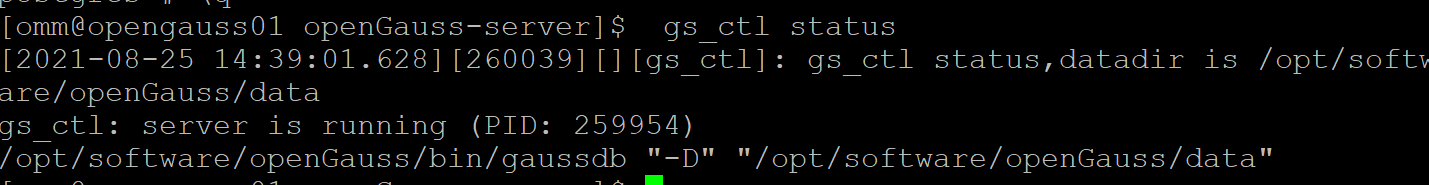 postgres-# \q
[omm@opengauss01 openGauss-server]$  gs_ctl status
[2021-08-25 14:39:01.628][260039][][gs_ctl]: gs_ctl status,datadir is /opt/softw
are/openGauss/data
gs_ctl: server is running (PID: 259954)
/opt/software/openGauss/bin/gaussdb "-D" "/opt/software/openGauss/data"